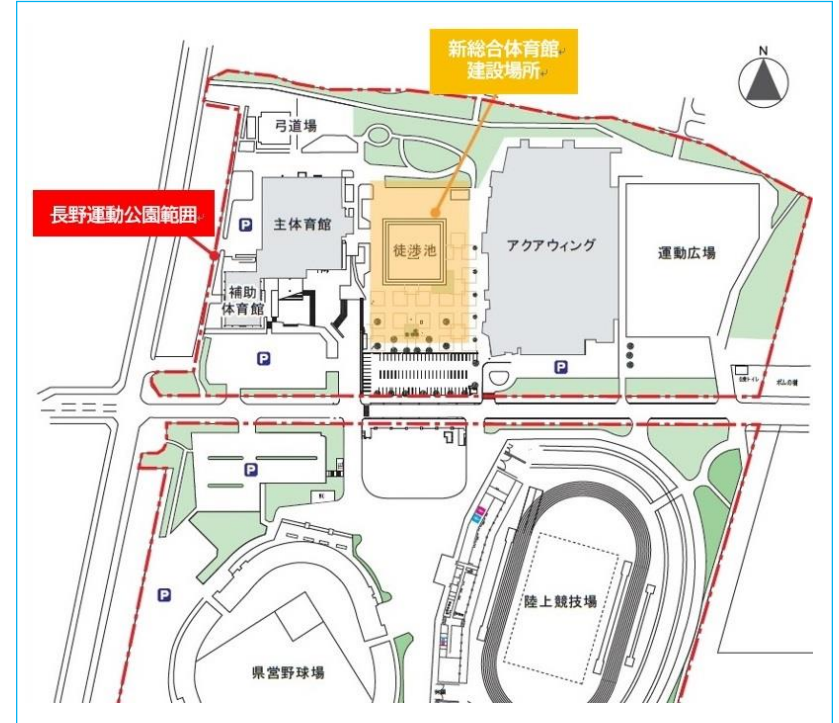 新総合体育館
建設場所
N
弓道場
長野運動公園範囲
P
主体育館
徒渉池
アクアウィング
運動広場
補助
体育館
P
P
P
P
陸上競技場
県営野球場